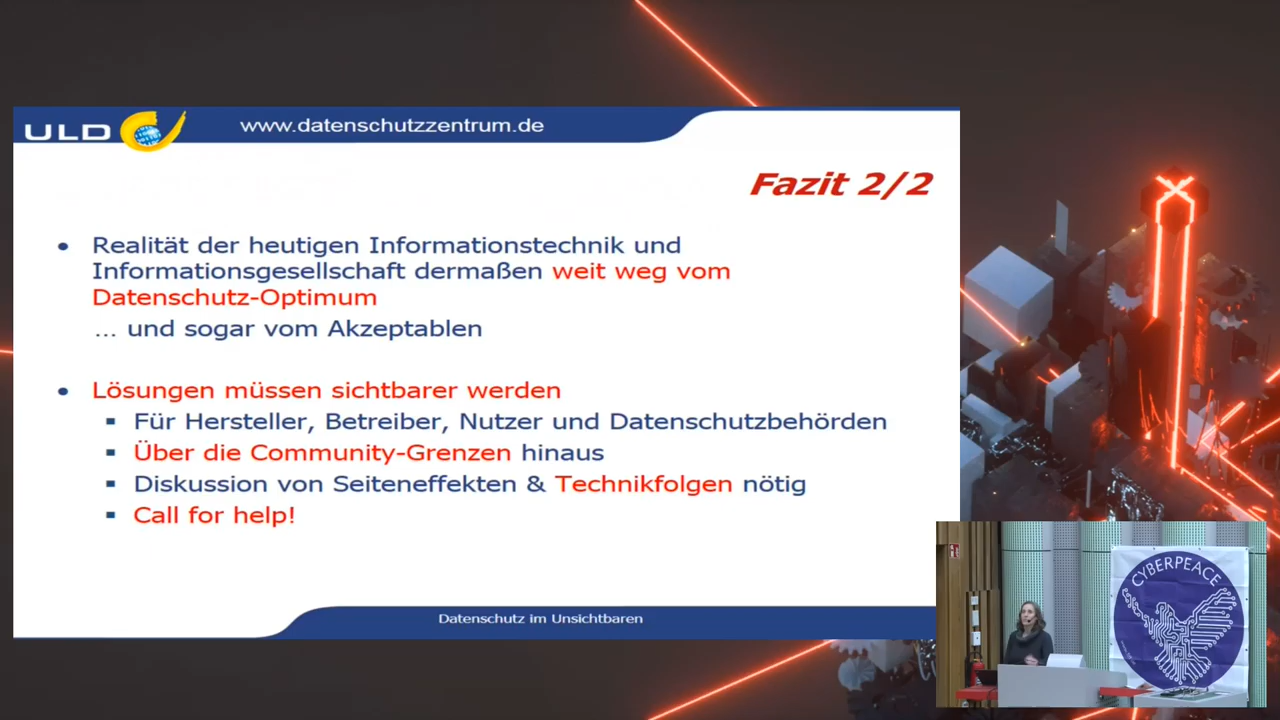 ULD
www.datenschutzzentrum.de
Fazit 2/2
• Realität der heutigen Informationstechnik und
Informationsgesellschaft dermaßen weit weg vom
Datenschutz-Optimum
... und sogar vom Akzeptablen
• Lösungen müssen sichtbarer werden
▪ Für Hersteller, Betreiber, Nutzer und Datenschutzbehörden
▪ Über die Community-Grenzen hinaus
▪ Diskussion von Seiteneffekten & Technikfolgen nötig
▪ Call for help!
Datenschutz im Unsichtbaren
CYBERPEACE